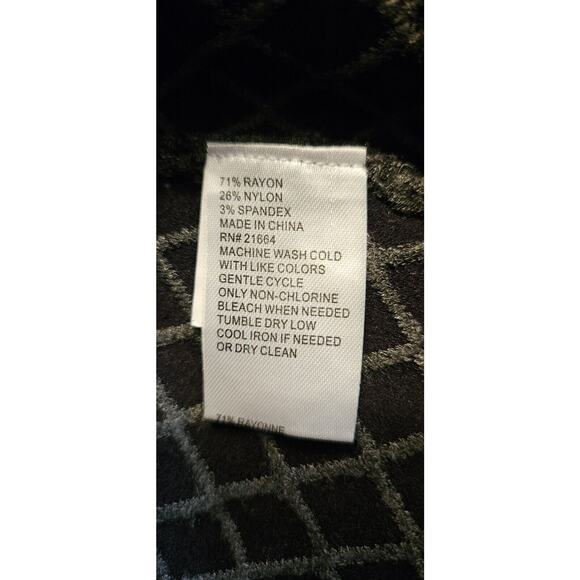 71% RAYON
26% NYLON
3% SPANDEX
MADE IN CHINA
RN# 21664
MACHINE WASH COLD
WITH LIKE COLORS
GENTLE CYCLE
ONLY NON-CHLORINE
BLEACH WHEN NEEDED
TUMBLE DRY LOW
COOL IRON IF NEEDED
OR DRY CLEAN
71% RAYONNE